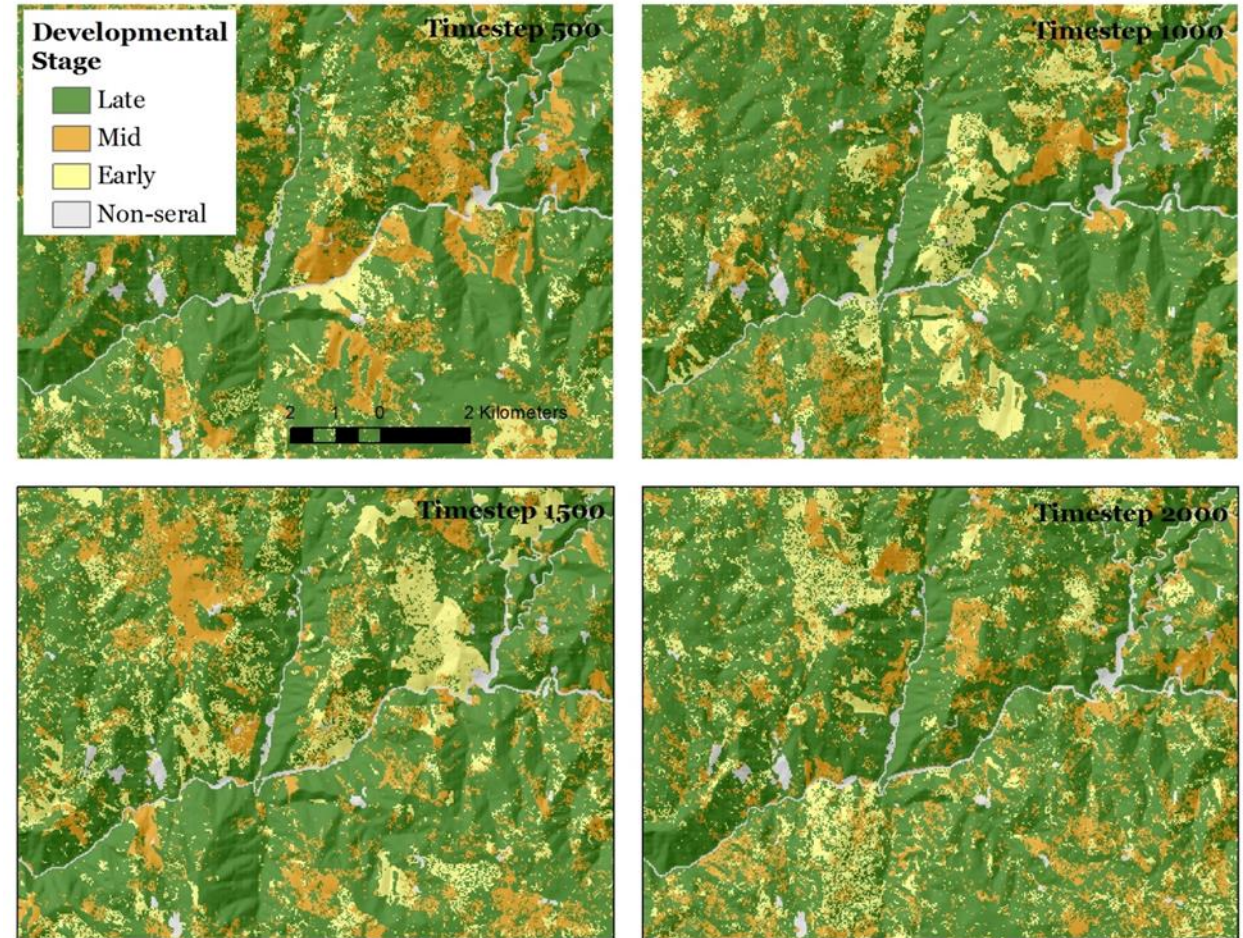 Developmental
Stage
Late
Mid
Early
Non-seral
Timestep 500
2 1 0 2 Kilometers
Timestep 1000
Timestep 1500
Timestep 2000